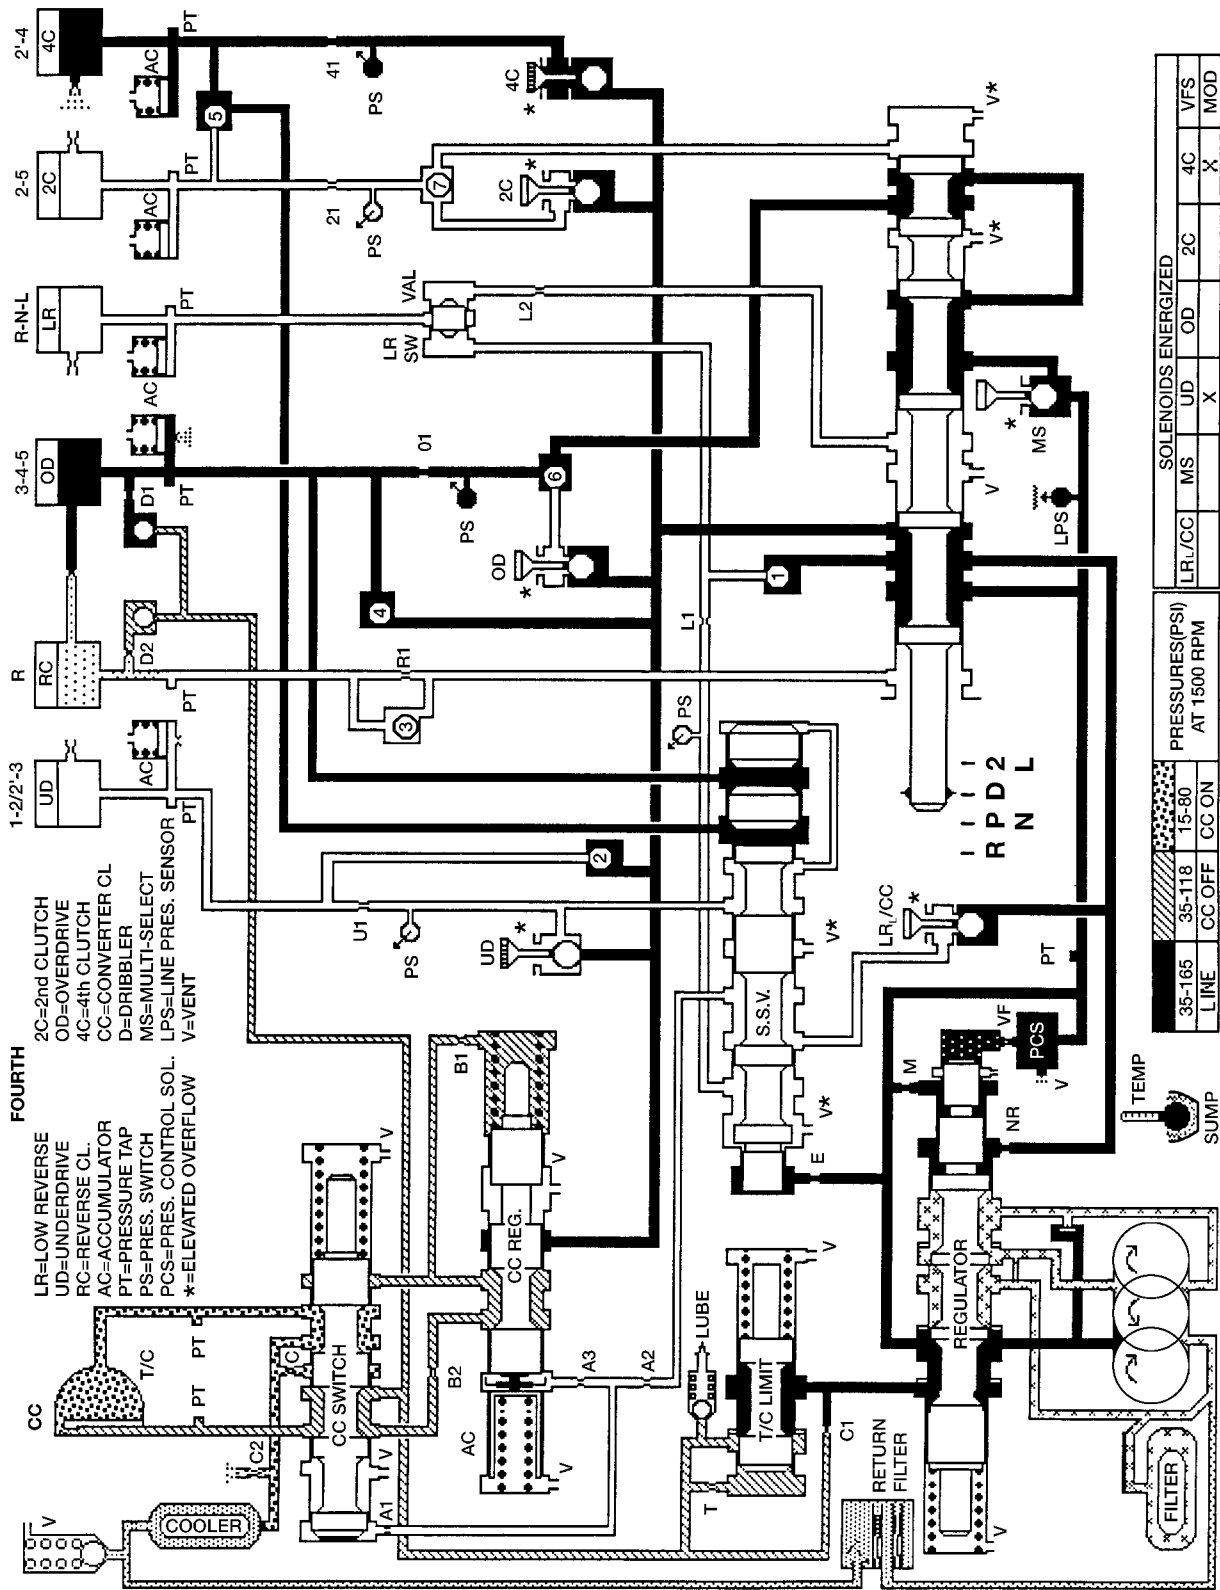 V
CC
FOURTH
1-2/2'-3
R
3-4-5
R-N-L
2-5
2'-4
LR=LOW REVERSE
UD=UNDERDRIVE
RC=REVERSE CL.
AC=ACCUMULATOR
PT=PRESSURE TAP
PS=PRES. SWITCH
PCS=PRES. CONTROL SOL.
*=ELEVATED OVERFLOW
2C=2nd CLUTCH
OD=OVERDRIVE
4C=4th CLUTCH
CC=CONVERTER CL
D=DRIBBLER
MS=MULTI-SELECT
LPS=LINE PRES. SENSOR
V=VENT
UD
RC
OD
LR
2C
4C
T/C
AC
D2
D1
AC
AC
AC
AC
PT
PT
PT
PT
PT
PT
PT
PT
COOLER
C2
C
CC SWITCH
V
V
A1
U1
R1
01
21
41
PS
PS
PS
PS
3
4
5
7
LR
SW
VAL
B1
B2
AC
CC REG.
V
V
A3
A2
UD
*
2
OD
*
6
2C
*
4C
*
L2
LUBE
T
T/C LIMIT
V
C1
PS
L1
1
E
V*
S.S.V.
V*
LRL/CC
*
RETURN
FILTER
V
REGULATOR
NR
M
VF
PCS
V
PT
R P D 2
N L
V
V*
V*
MS
*
LPS
FILTER
TEMP
SUMP
35-165
LINE
35-118
CC OFF
15-80
CC ON
PRESSURES(PSI)
AT 1500 RPM
SOLENOIDS ENERGIZED
LRL/CC MS UD OD 2C 4C VFS
X X MOD